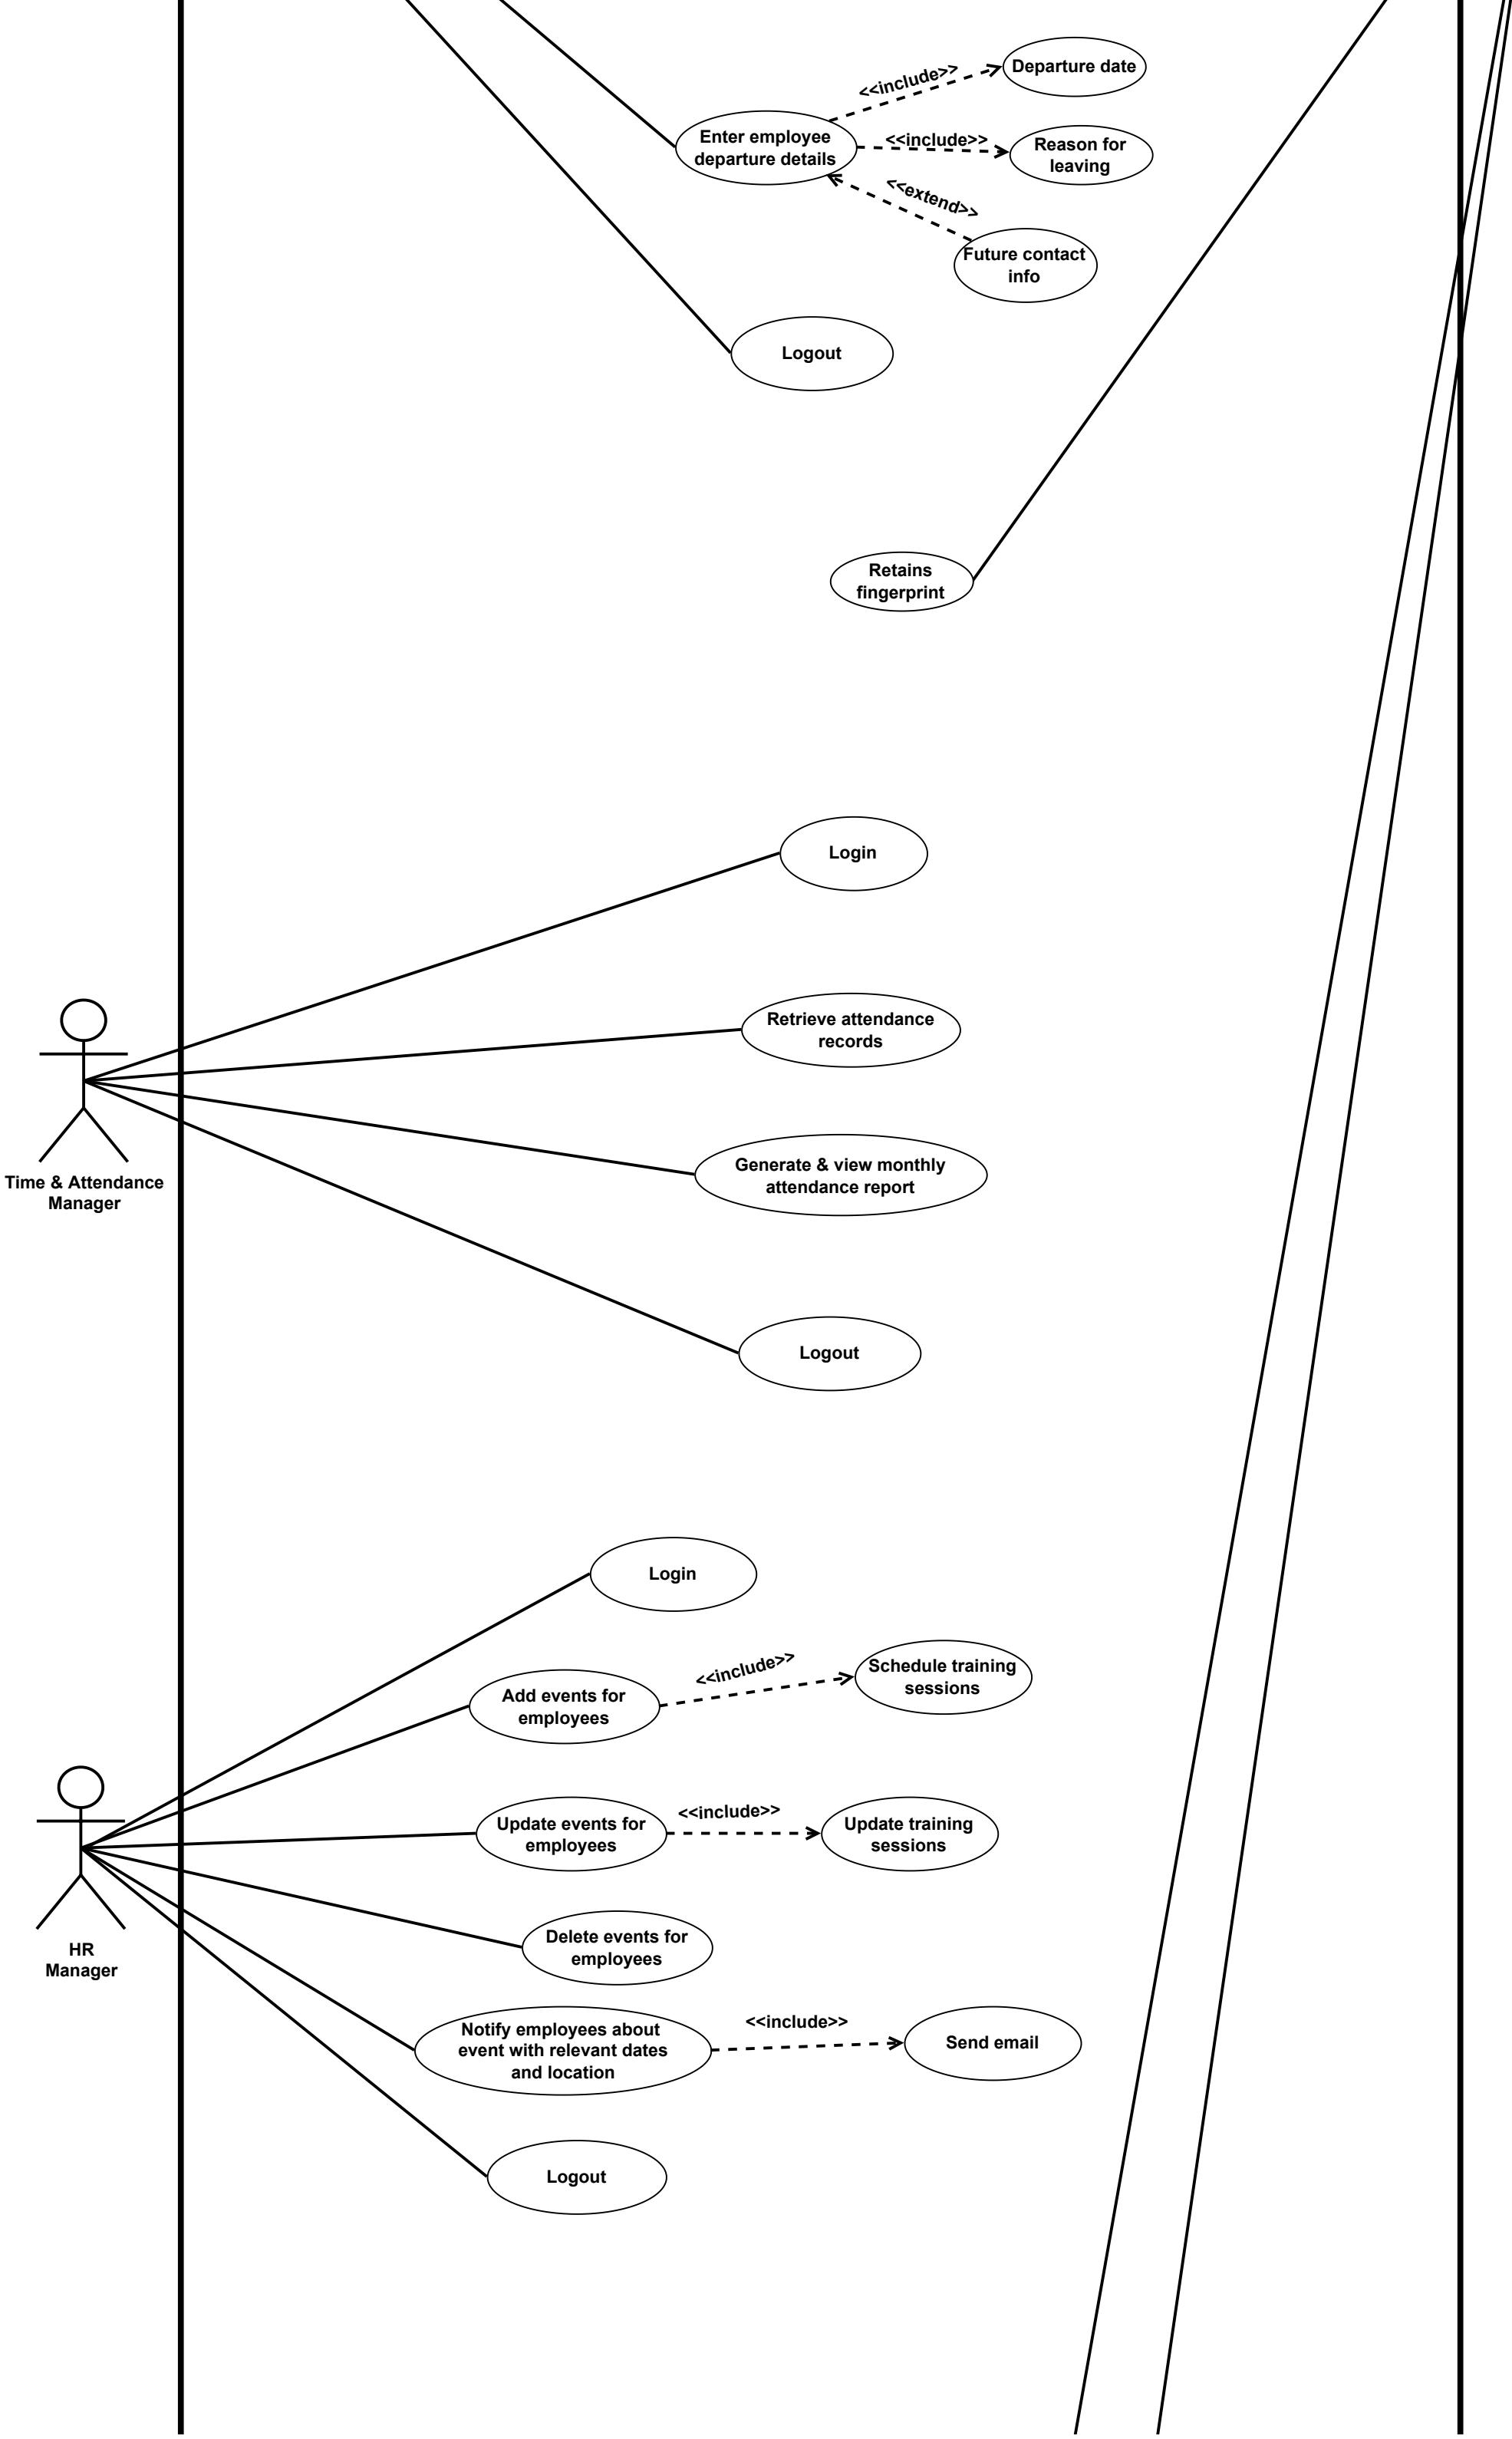 <<include>>
Departure date
Enter employee
departure details
<<include>>
Reason for
leaving
<<extend>>
Future contact
info
Logout
Retains
fingerprint
Login
Retrieve attendance
records
Time & Attendance
Manager
Generate & view monthly
attendance report
Logout
Login
Add events for
employees
<<include>>
Schedule training
sessions
Update events for
employees
<<include>>
Update training
sessions
HR
Manager
Delete events for
employees
Notify employees about
event with relevant dates
and location
<<include>>
Send email
Logout